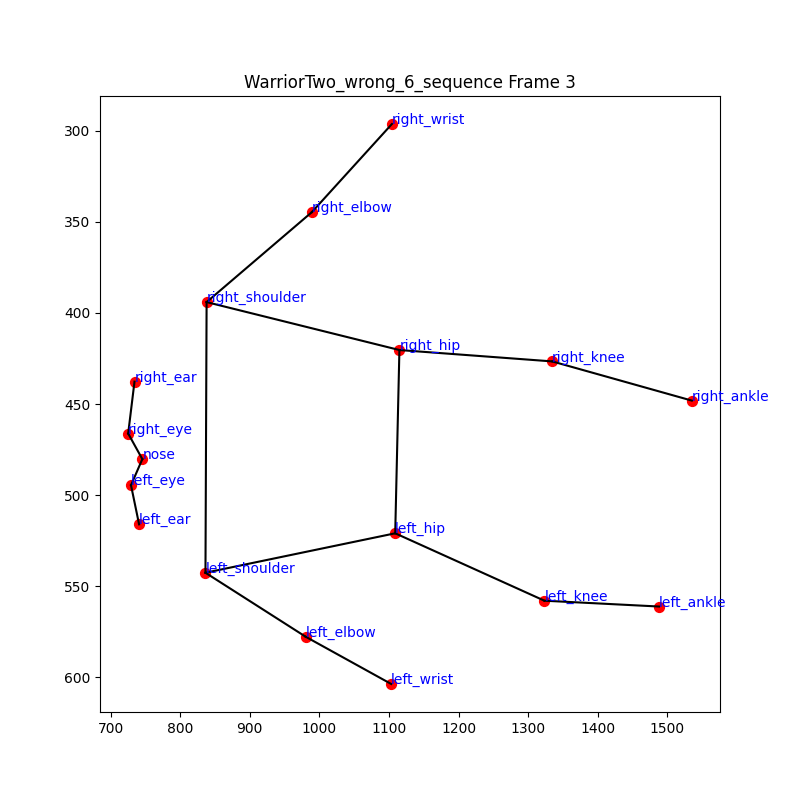 WarriorTwo_wrong_6_sequence Frame 3
right_wrist
right_elbow
right_shoulder
right_hip
right_knee
right_ear
right_ankle
right_eye
nose
left_eye
left_ear
left_hip
left_shoulder
left_knee
left_ankle
left_elbow
left_wrist
300
350
400
450
500
550
600
700 800 900 1000 1100 1200 1300 1400 1500